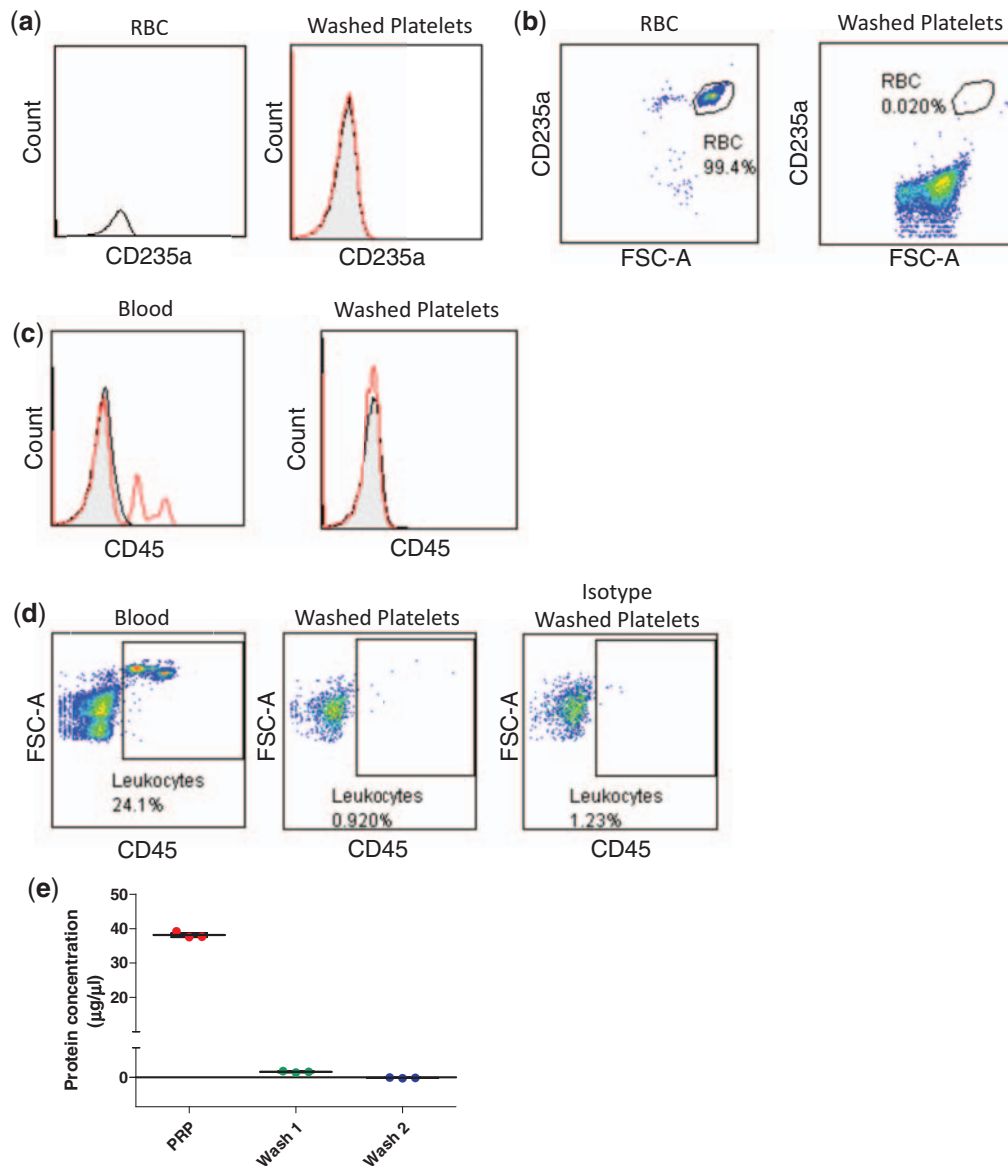 (a)
RBC
Count
CD235a
Washed Platelets
Count
CD235a
(b)
RBC
CD235a
RBC
99.4%
FSC-A
Washed Platelets
CD235a
RBC
0.020%
FSC-A
(c)
Blood
Count
CD45
Washed Platelets
Count
CD45
(d)
Blood
FSC-A
Leukocytes
24.1%
CD45
Washed Platelets
FSC-A
Leukocytes
0.920%
CD45
Isotype
Washed Platelets
FSC-A
Leukocytes
1.23%
CD45
(e)
Protein concentration
(µg/µl)
50
40
30
20
0
PRP
Wash 1
Wash 2